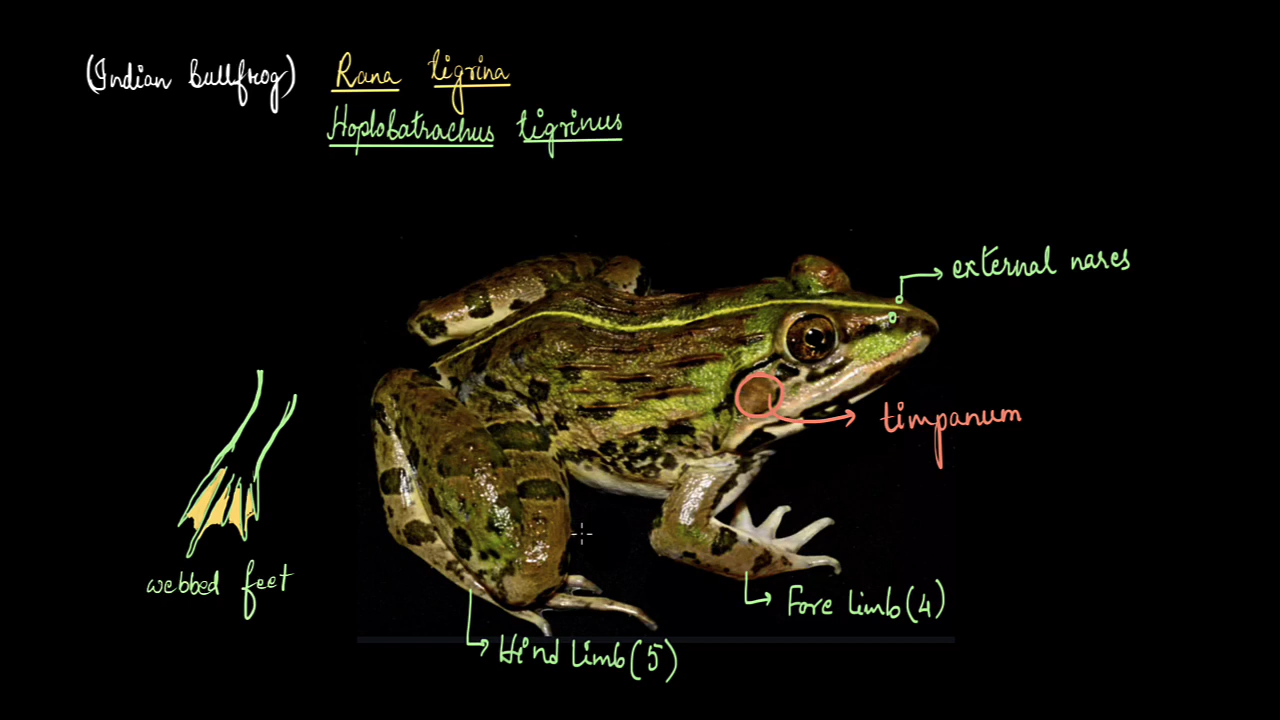 (Indian Bullfrog) Rana tigrina
Hoplobatrachus tigrinus
external nares
timpanum
webbed feet
Fore limb (4)
Hind limb (5)